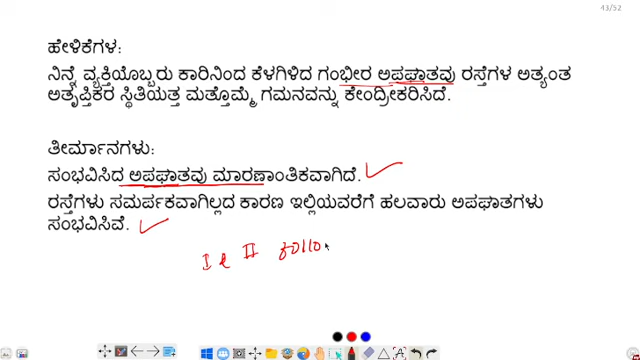 43/52
ಹೇಳಿಕೆಗಳ:
ನಿನ್ನೆ ವ್ಯಕ್ತಿಯೊಬ್ಬರು ಕಾರಿನಿಂದ ಕೆಳಗಿಳಿದ ಗಂಭೀರ ಅಪಘಾತವು ರಸ್ತೆಗಳ ಅತ್ಯಂತ
ಅತೃಪ್ತಿಕರ ಸ್ಥಿತಿಯತ್ತ ಮತ್ತೊಮ್ಮೆ ಗಮನವನ್ನು ಕೇಂದ್ರೀಕರಿಸಿದೆ.
ತೀರ್ಮಾನಗಳು:
ಸಂಭವಿಸಿದ ಅಪಘಾತವು ಮಾರಣಾಂತಿಕವಾಗಿದೆ.
ರಸ್ತೆಗಳು ಸಮರ್ಪಕವಾಗಿಲ್ಲದ ಕಾರಣ ಇಲ್ಲಿಯವರೆಗೆ ಹಲವಾರು ಅಪಘಾತಗಳು
ಸಂಭವಿಸಿವೆ.
I & II follo